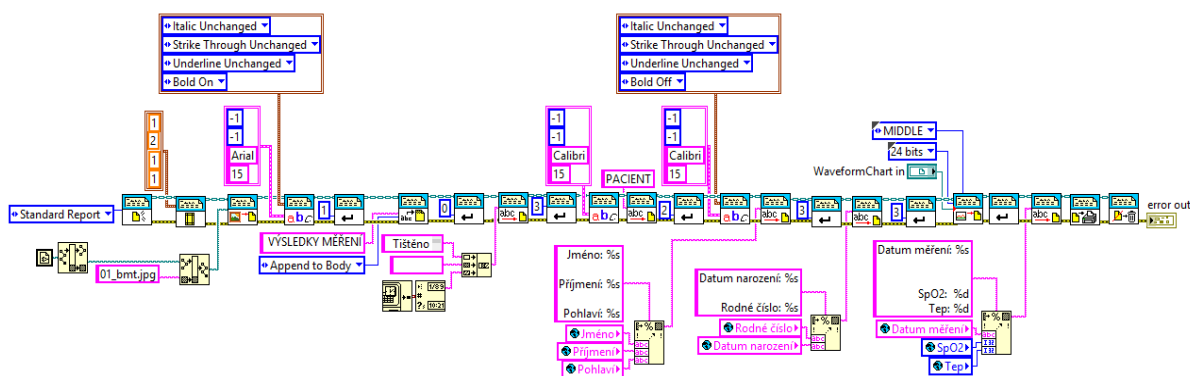 Italic Unchanged
Strike Through Unchanged
Underline Unchanged
Bold On
Italic Unchanged
Strike Through Unchanged
Underline Unchanged
Bold Off
1
2
1
1
-1
-1
Arial
15
-1
-1
Calibri
15
-1
-1
Calibri
15
MIDDLE
24 bits
WaveformChart in
PACIENT
Standard Report
1
0
3
2
3
3
error out
01_bmt.jpg
VÝSLEDKY MĚŘENÍ
Append to Body
Tištěno
Jméno: %s
Příjmení: %s
Pohlaví: %s
Jméno
Příjmení
Pohlaví
Datum narození: %s
Rodné číslo: %s
Rodné číslo
Datum narození
Datum měření: %s
SpO2: %d
Tep: %d
Datum měření
SpO2
Tep